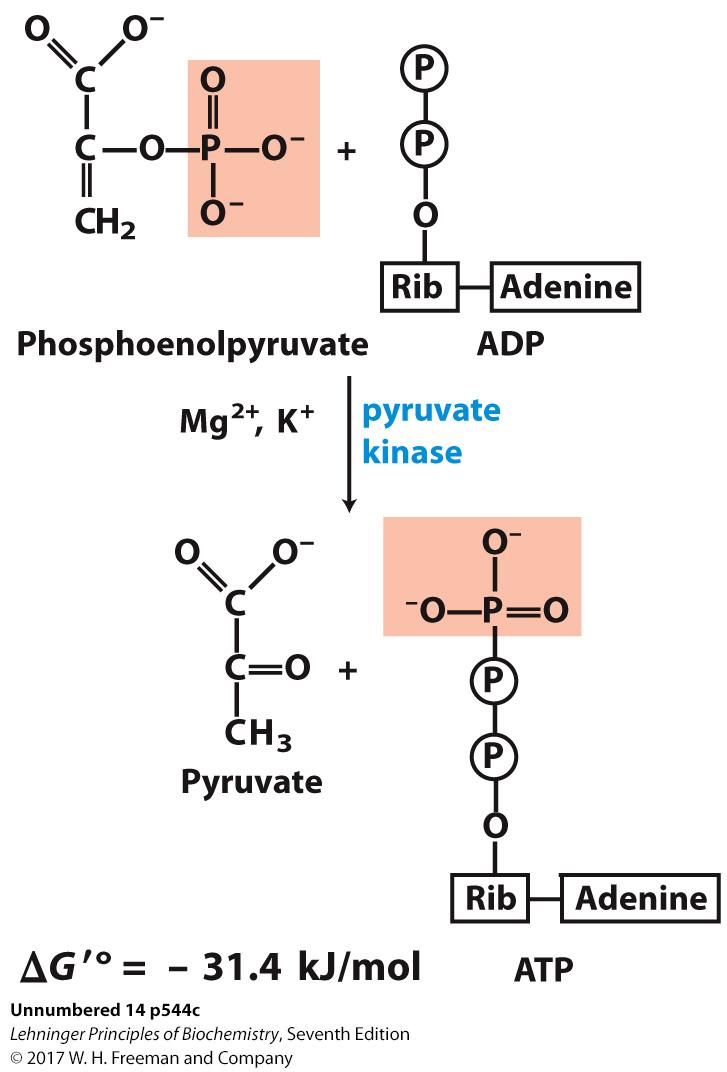 O O⁻
C O P
C—O—P—O⁻ + P
CH₂ O⁻ O
Rib Adenine
Phosphoenolpyruvate ADP
Mg²⁺, K⁺ pyruvate
kinase
O O⁻ O⁻
C ⁻O—P=O
C=O + P
CH₃ P
Pyruvate
O
Rib Adenine
ΔG′° = – 31.4 kJ/mol ATP
Unnumbered 14 p544c
Lehninger Principles of Biochemistry, Seventh Edition
© 2017 W. H. Freeman and Company